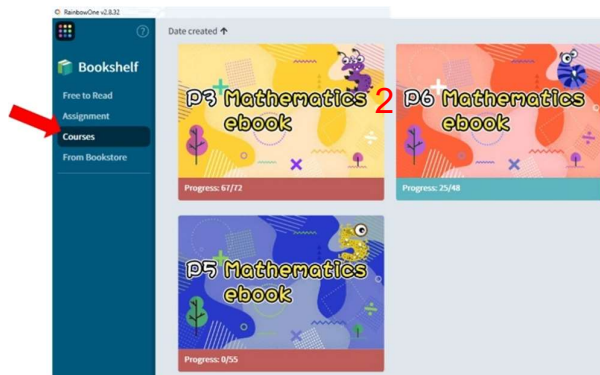 RainbowOne v2.8.32
Bookshelf
Free to Read
Assignment
Courses
From Bookstore
Date created ↑
P3 Mathematics
ebook
Progress: 67/72
2
P6 Mathematics
ebook
Progress: 25/48
P5 Mathematics
ebook
Progress: 0/55